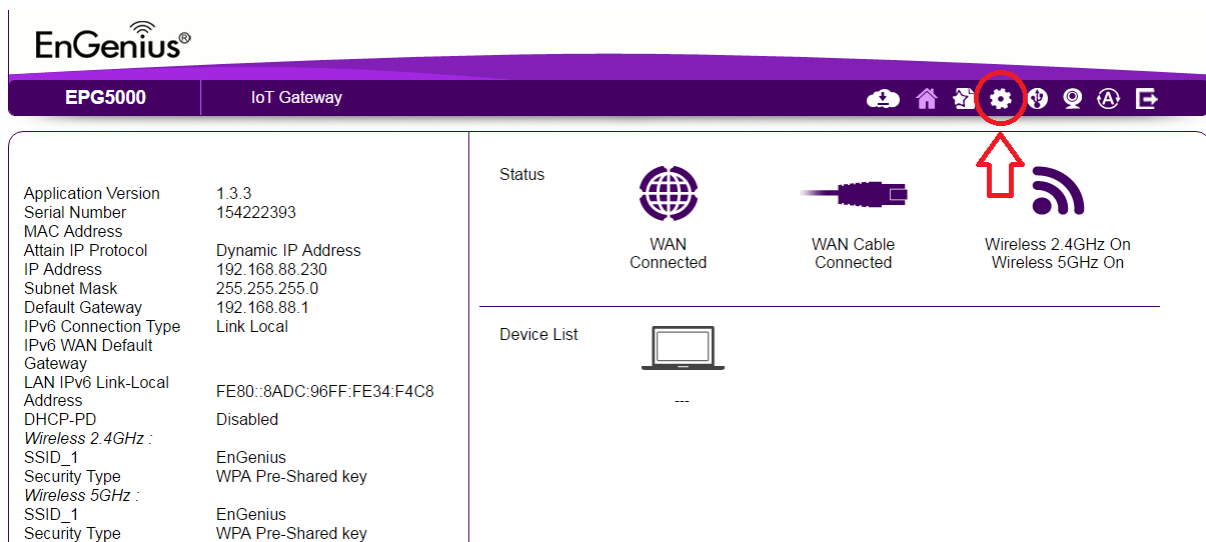 EnGenius®
EPG5000 IoT Gateway
Application Version 1.3.3
Serial Number 154222393
MAC Address
Attain IP Protocol Dynamic IP Address
IP Address 192.168.88.230
Subnet Mask 255.255.255.0
Default Gateway 192.168.88.1
IPv6 Connection Type Link Local
IPv6 WAN Default
Gateway
LAN IPv6 Link-Local
Address FE80::8ADC:96FF:FE34:F4C8
DHCP-PD Disabled
Wireless 2.4GHz :
SSID_1 EnGenius
Security Type WPA Pre-Shared key
Wireless 5GHz :
SSID_1 EnGenius
Security Type WPA Pre-Shared key
Status
WAN
Connected
WAN Cable
Connected
Wireless 2.4GHz On
Wireless 5GHz On
Device List
---